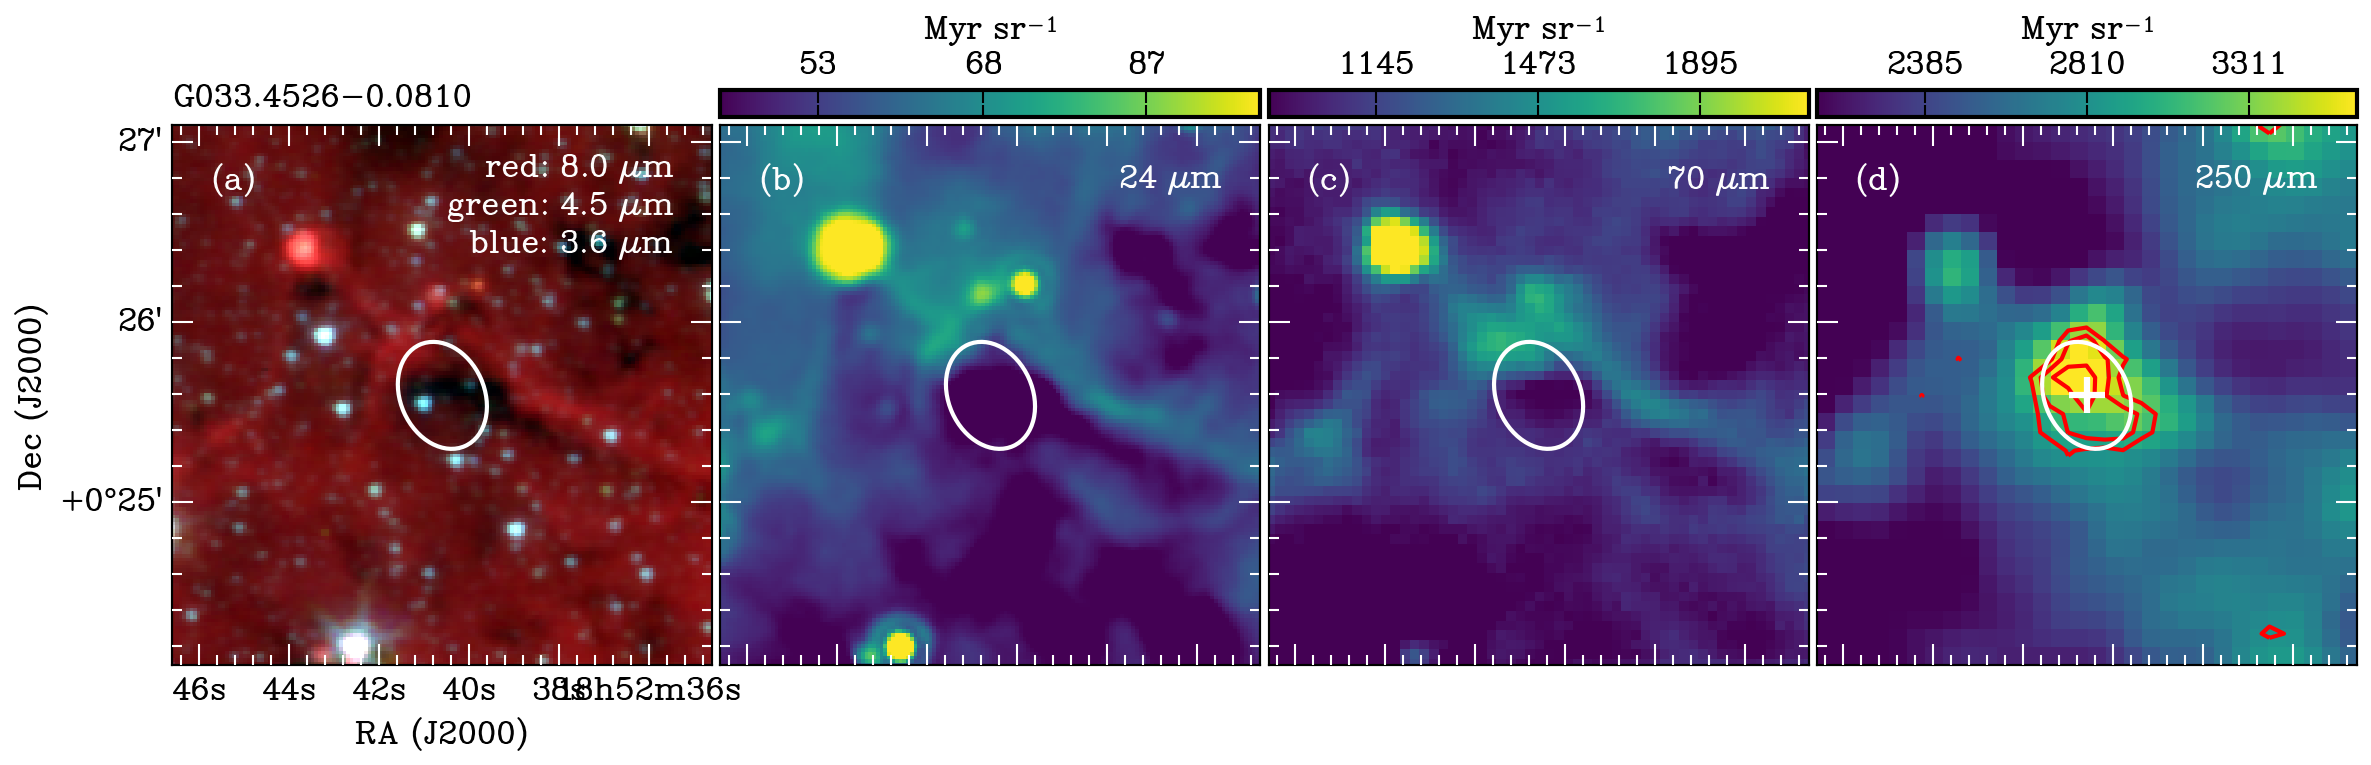 Myr sr⁻¹
53 68 87
Myr sr⁻¹
1145 1473 1895
Myr sr⁻¹
2385 2810 3311
G033.4526−0.0810
(a)
red: 8.0 μm
green: 4.5 μm
blue: 3.6 μm
(b)
24 μm
(c)
70 μm
(d)
250 μm
27'
26'
+0°25'
Dec (J2000)
46s 44s 42s 40s 38s 18h52m36s
RA (J2000)